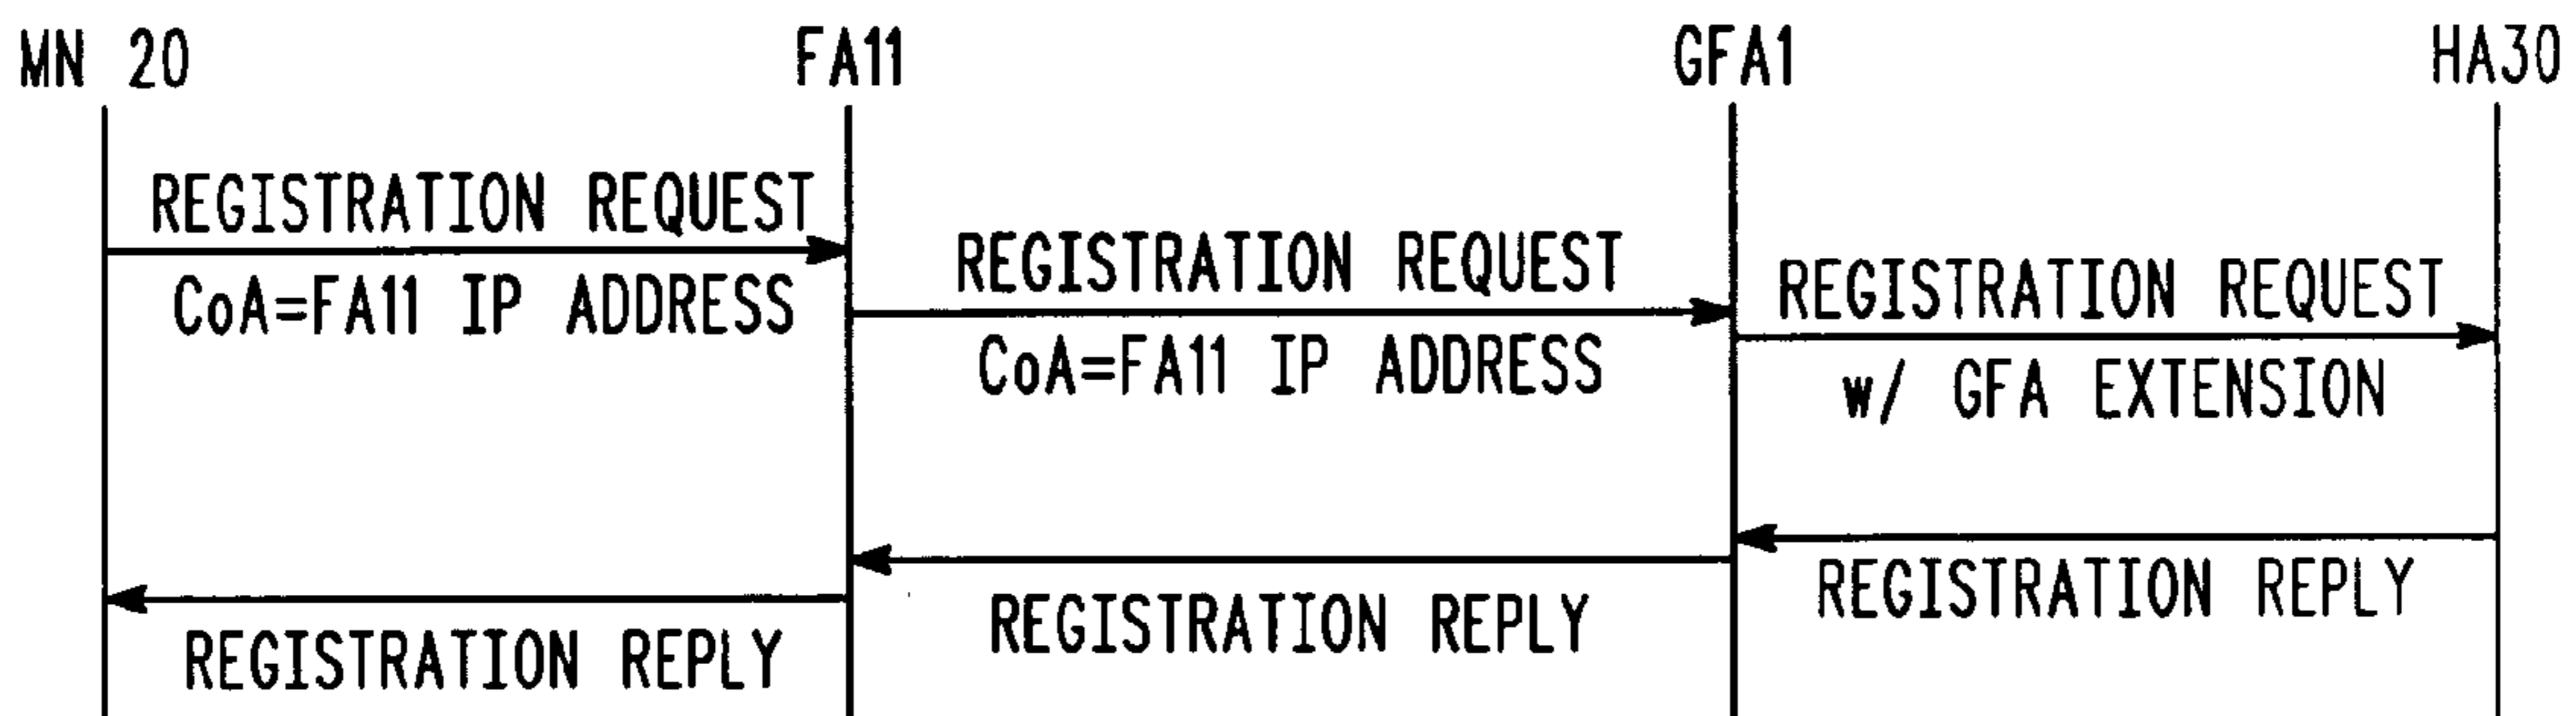 MN 20
FA11
GFA1
HA30
REGISTRATION REQUEST
CoA=FA11 IP ADDRESS
REGISTRATION REQUEST
CoA=FA11 IP ADDRESS
REGISTRATION REQUEST
w/ GFA EXTENSION
REGISTRATION REPLY
REGISTRATION REPLY
REGISTRATION REPLY